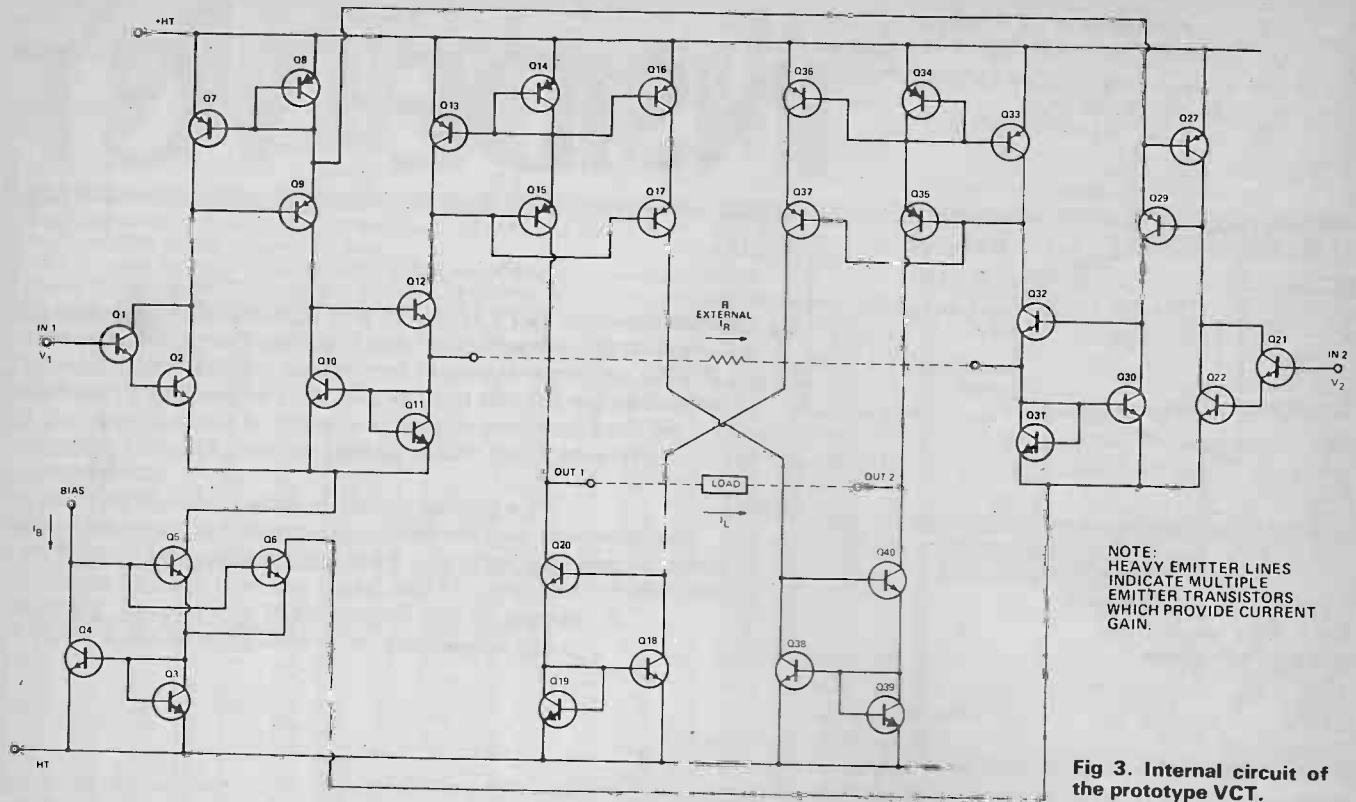 +HT
Q8
Q14
Q16
Q36
Q34
Q7
Q13
Q33
Q27
Q9
Q15
Q17
Q37
Q35
Q29
Q12
Q32
R
EXTERNAL
IR
Q1
IN 1
V1
Q21
IN 2
V2
Q2
Q10
Q11
Q30
Q22
Q31
OUT 1
LOAD
OUT 2
IL
BIAS
IB
Q5
Q6
Q20
Q40
Q4
Q3
Q18
Q19
Q38
Q39
HT
NOTE:
HEAVY EMITTER LINES
INDICATE MULTIPLE
EMITTER TRANSISTORS
WHICH PROVIDE CURRENT
GAIN.
Fig 3. Internal circuit of
the prototype VCT.